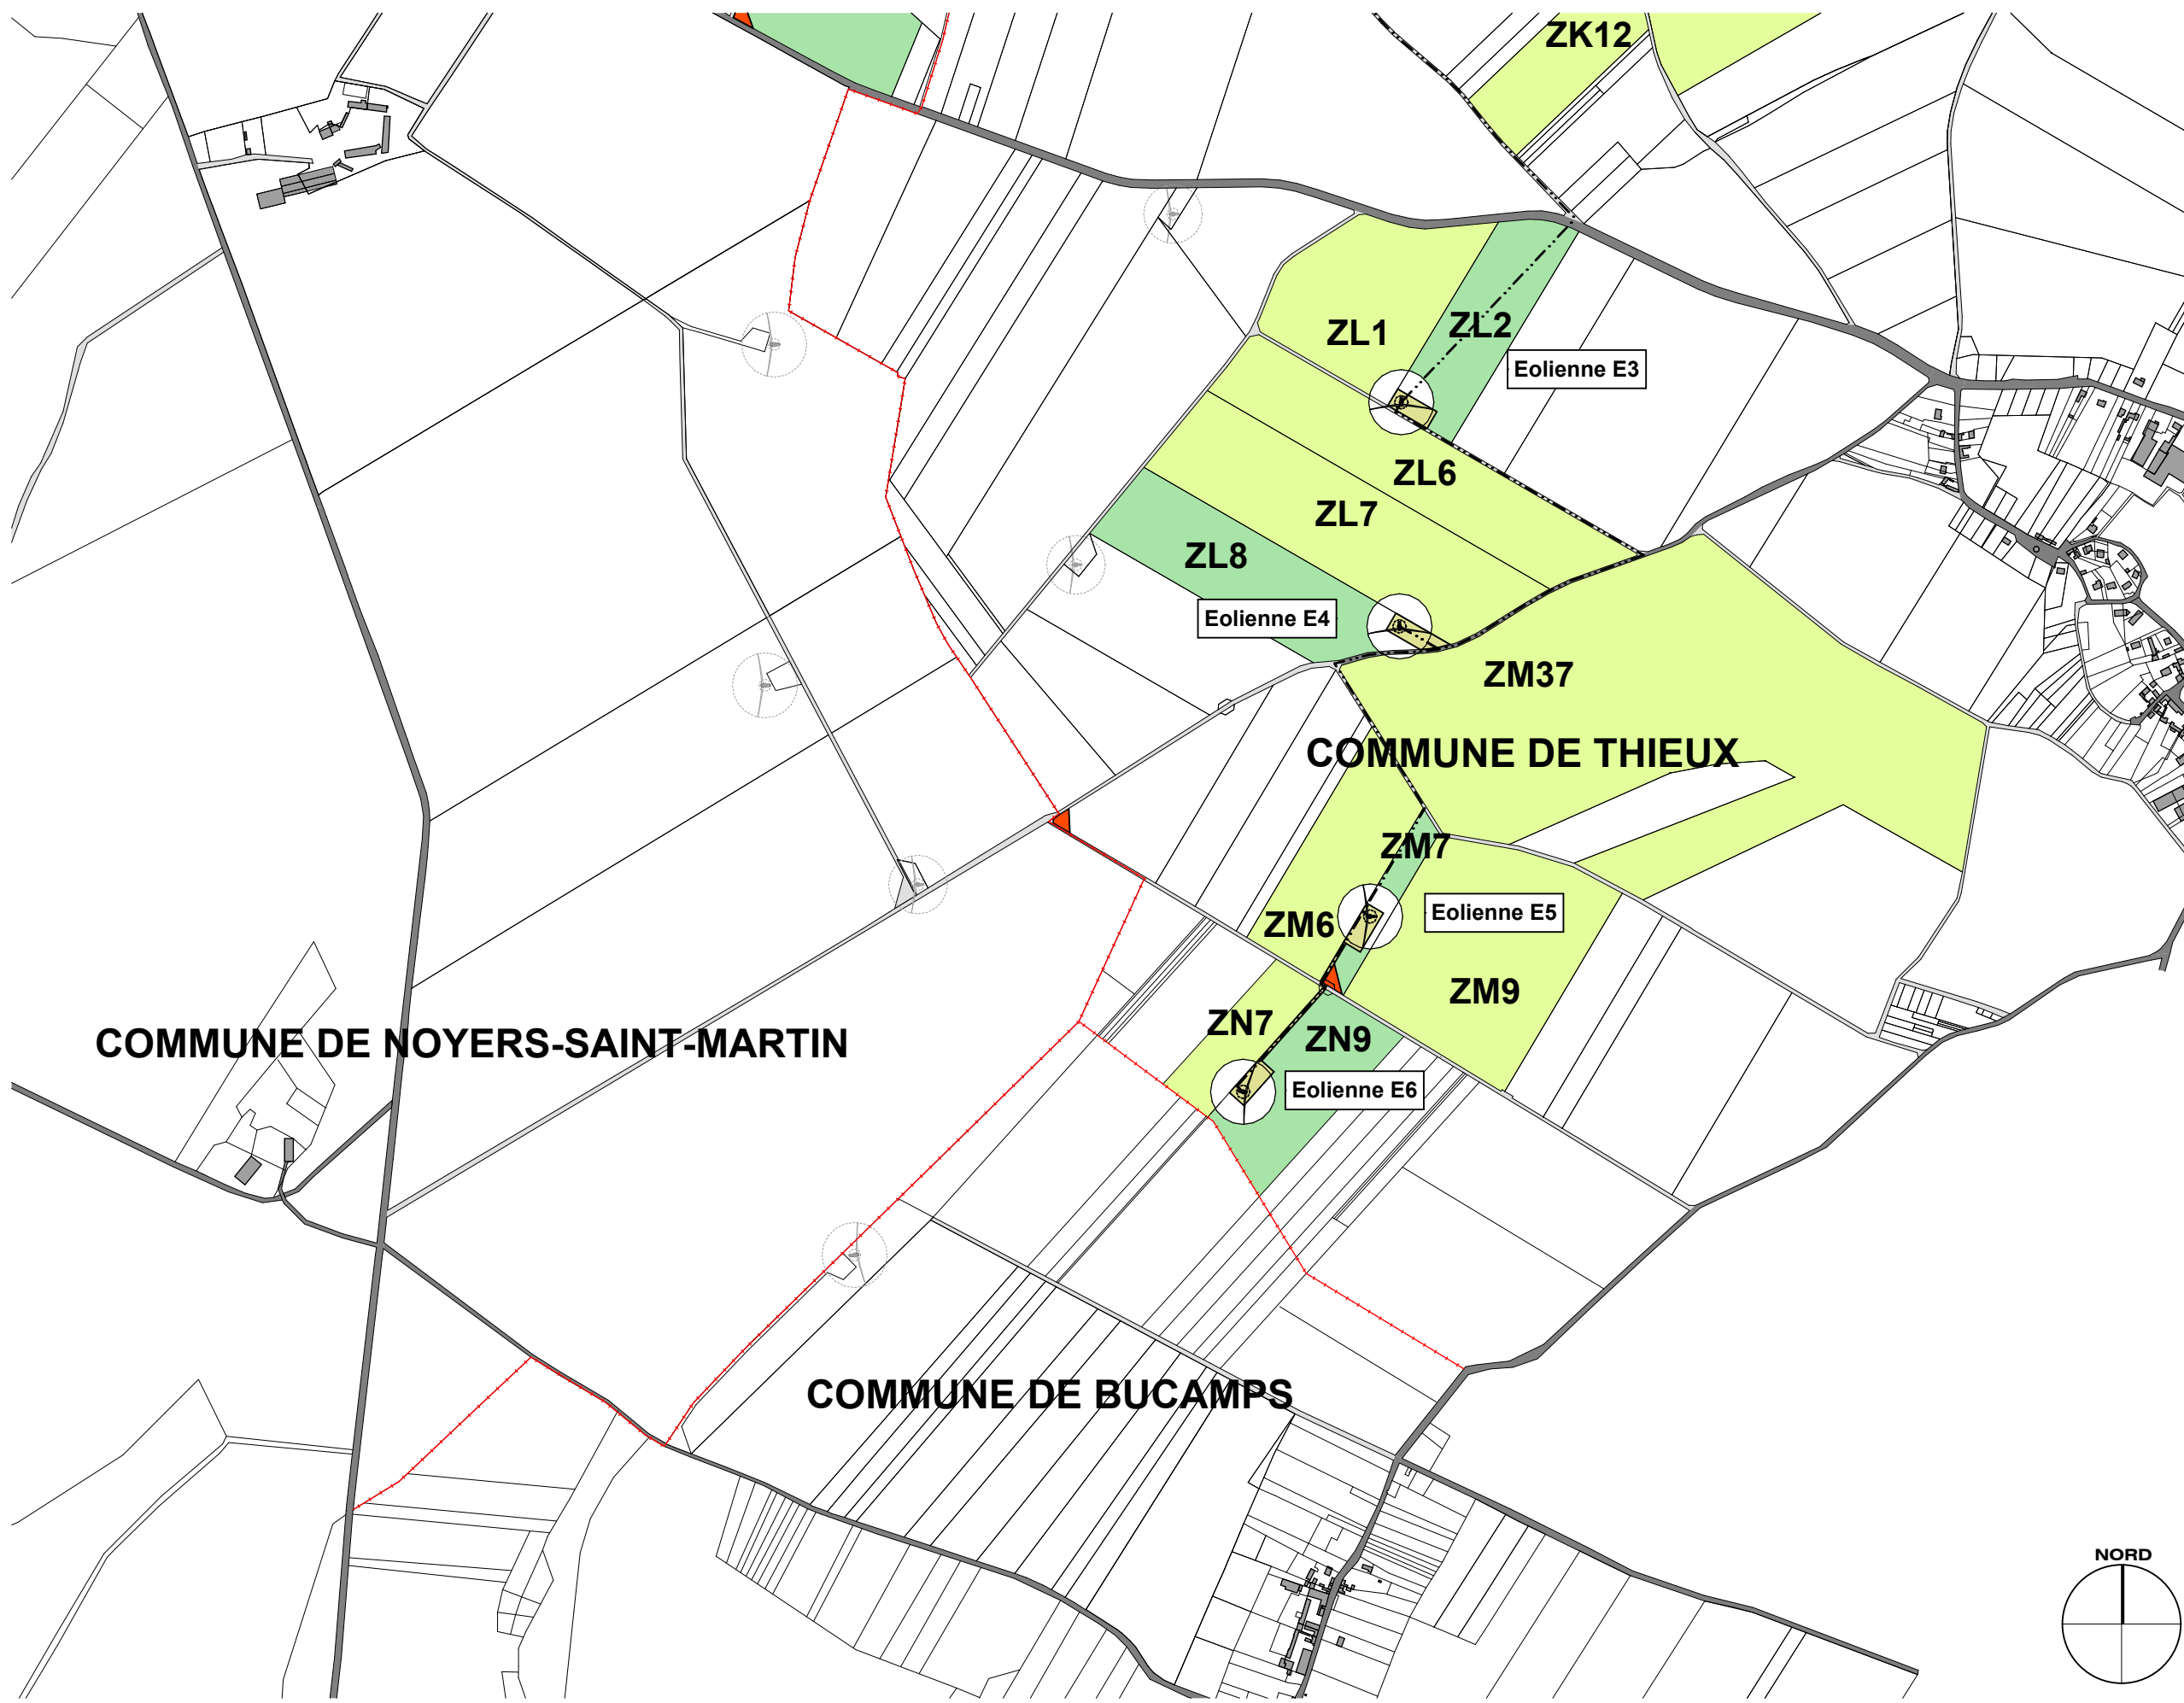 ZK12
ZL1
ZL2
Eolienne E3
ZL6
ZL7
ZL8
Eolienne E4
ZM37
COMMUNE DE THIEUX
ZM7
Eolienne E5
ZM6
ZM9
ZN7
ZN9
COMMUNE DE NOYERS-SAINT-MARTIN
Eolienne E6
COMMUNE DE BUCAMPS
NORD